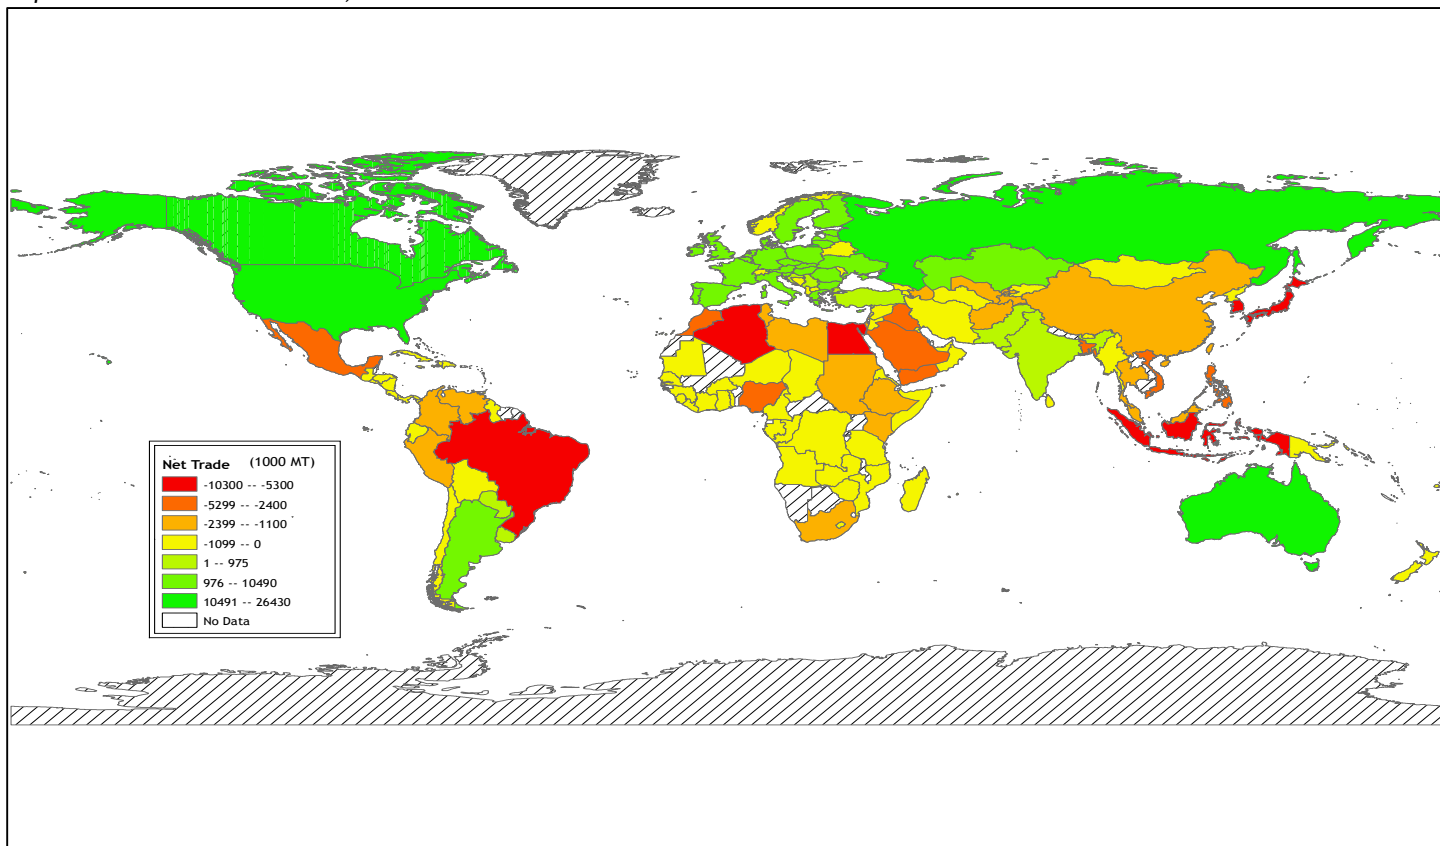 Net Trade (1000 MT)
-10300 -- -5300
-5299 -- -2400
-2399 -- -1100
-1099 -- 0
1 -- 975
976 -- 10490
10491 -- 26430
No Data